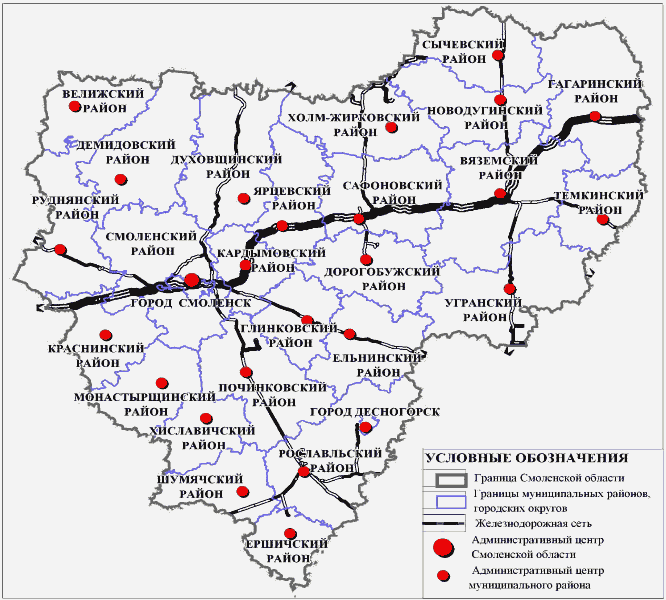 СЫЧЕВСКИЙ
РАЙОН
ВЕЛИЖСКИЙ
РАЙОН
ГАГАРИНСКИЙ
РАЙОН
ХОЛМ-ЖИРКОВСКИЙ
РАЙОН
НОВОДУГИНСКИЙ
РАЙОН
ДЕМИДОВСКИЙ
РАЙОН
ДУХОВЩИНСКИЙ
РАЙОН
ВЯЗЕМСКИЙ
РАЙОН
ЯРЦЕВСКИЙ
РАЙОН
САФОНОВСКИЙ
РАЙОН
ТЕМКИНСКИЙ
РАЙОН
РУДНЯНСКИЙ
РАЙОН
СМОЛЕНСКИЙ
РАЙОН
КАРДЫМОВСКИЙ
РАЙОН
ДОРОГОБУЖСКИЙ
РАЙОН
ГОРОД СМОЛЕНСК
УГРАНСКИЙ
РАЙОН
ГЛИНКОВСКИЙ
РАЙОН
КРАСНИНСКИЙ
РАЙОН
ЕЛЬНИНСКИЙ
РАЙОН
ПОЧИНКОВСКИЙ
РАЙОН
МОНАСТЫРЩИНСКИЙ
РАЙОН
ГОРОД ДЕСНОГОРСК
ХИСЛАВИЧСКИЙ
РАЙОН
РОСЛАВЛЬСКИЙ
РАЙОН
ШУМЯЧСКИЙ
РАЙОН
ЕРШИЧСКИЙ
РАЙОН
УСЛОВНЫЕ ОБОЗНАЧЕНИЯ
Граница Смоленской области
Границы муниципальных районов,
городских округов
Железнодорожная сеть
Административный центр
Смоленской области
Административный центр
муниципального района